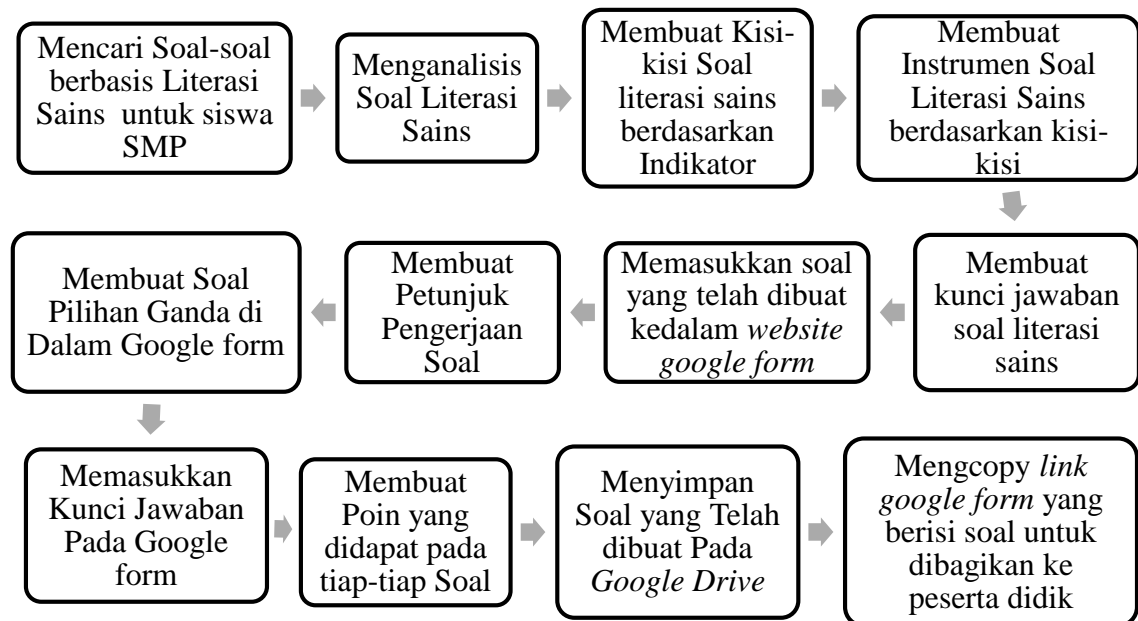 Mencari Soal-soal
berbasis Literasi
Sains untuk siswa
SMP
Menganalisis
Soal Literasi
Sains
Membuat Kisi-
kisi Soal
literasi sains
berdasarkan
Indikator
Membuat
Instrumen Soal
Literasi Sains
berdasarkan kisi-
kisi
Membuat
kunci jawaban
soal literasi
sains
Memasukkan soal
yang telah dibuat
kedalam website
google form
Membuat
Petunjuk
Pengerjaan
Soal
Membuat Soal
Pilihan Ganda di
Dalam Google form
Memasukkan
Kunci Jawaban
Pada Google
form
Membuat
Poin yang
didapat pada
tiap-tiap Soal
Menyimpan
Soal yang Telah
dibuat Pada
Google Drive
Mengcopy link
google form yang
berisi soal untuk
dibagikan ke
peserta didik